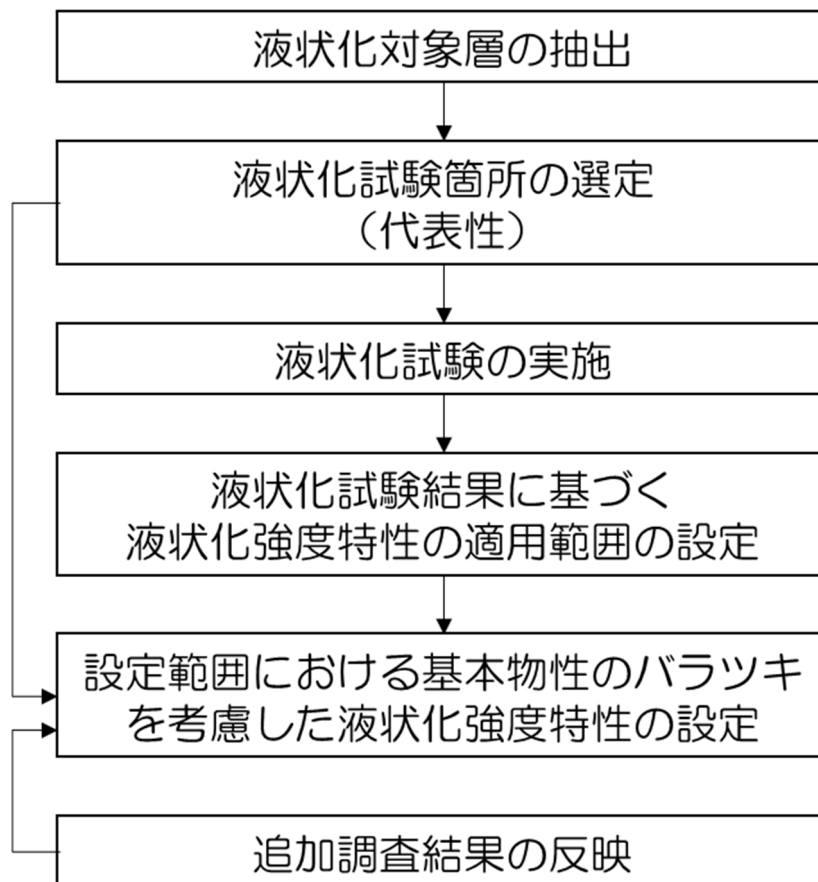 液状化対象層の抽出
液状化試験箇所の選定
（代表性）
液状化試験の実施
液状化試験結果に基づく
液状化強度特性の適用範囲の設定
設定範囲における基本物性のバラツキ
を考慮した液状化強度特性の設定
追加調査結果の反映